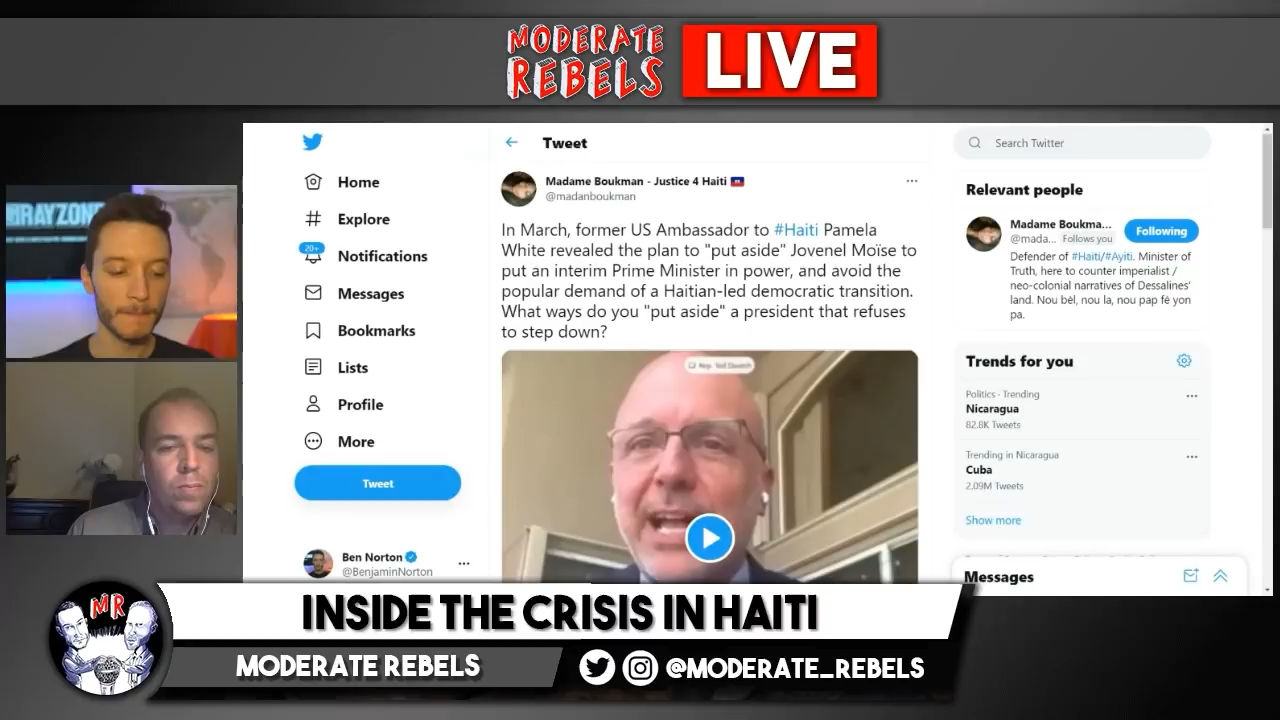 MODERATE
REBELS
LIVE
RAYZON
Home
Explore
20+
Notifications
Messages
Bookmarks
Lists
Profile
More
Tweet
Ben Norton
@BenjaminNorton
Tweet
Madame Boukman - Justice 4 Haiti
@madanboukman
In March, former US Ambassador to #Haiti Pamela
White revealed the plan to "put aside" Jovenel Moïse to
put an interim Prime Minister in power, and avoid the
popular demand of a Haitian-led democratic transition.
What ways do you "put aside" a president that refuses
to step down?
Rep. Ted Deutch
Search Twitter
Relevant people
Madame Boukma...
@mada... Follows you
Following
Defender of #Haiti/#Ayiti. Minister of
Truth, here to counter imperialist /
neo-colonial narratives of Dessalines'
land. Nou bèl, nou la, nou pap fè yon
pa.
Trends for you
Politics · Trending
Nicaragua
82.8K Tweets
Trending in Nicaragua
Cuba
2.09M Tweets
Show more
Messages
MR
INSIDE THE CRISIS IN HAITI
MODERATE REBELS
@MODERATE_REBELS